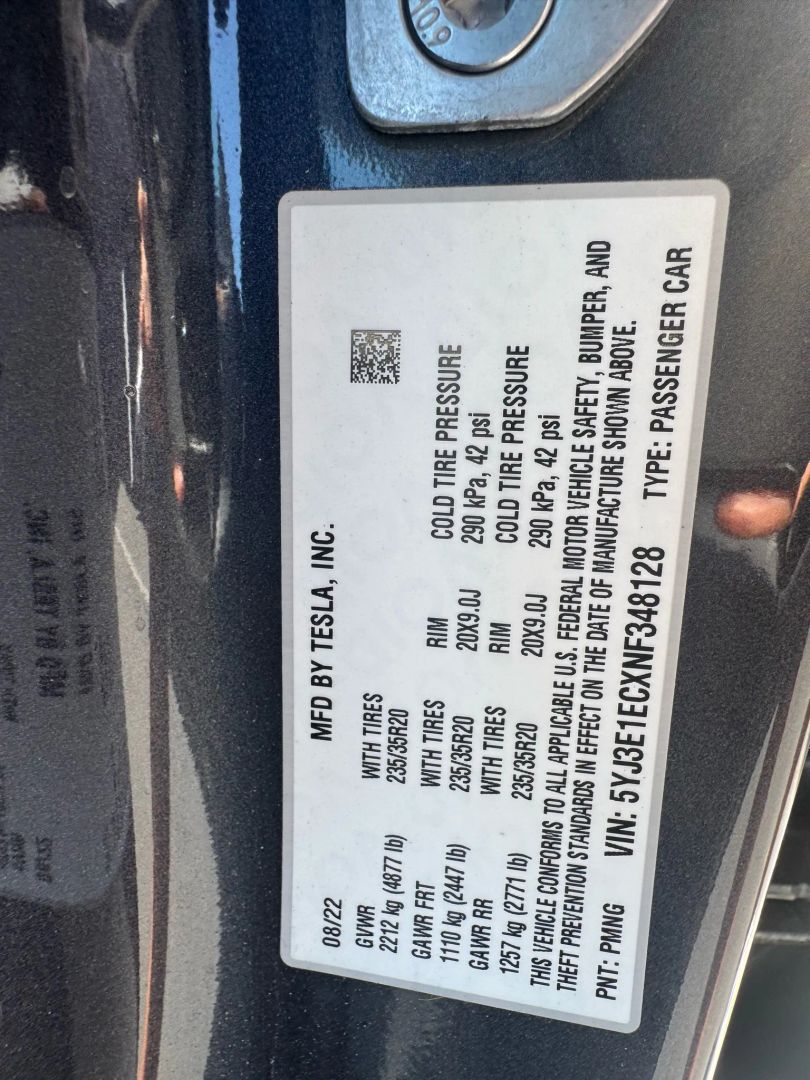 10.9
MFD BY TESLA, INC.
08/22
GVWR WITH TIRES
2212 kg (4877 lb) 235/35R20
GAWR FRT WITH TIRES RIM COLD TIRE PRESSURE
1110 kg (2447 lb) 235/35R20 20X9.0J 290 kPa, 42 psi
GAWR RR WITH TIRES RIM COLD TIRE PRESSURE
1257 kg (2771 lb) 235/35R20 20X9.0J 290 kPa, 42 psi
THIS VEHICLE CONFORMS TO ALL APPLICABLE U.S. FEDERAL MOTOR VEHICLE SAFETY, BUMPER, AND
THEFT PREVENTION STANDARDS IN EFFECT ON THE DATE OF MANUFACTURE SHOWN ABOVE.
PNT: PMNG VIN: 5YJ3E1ECXNF348128 TYPE: PASSENGER CAR